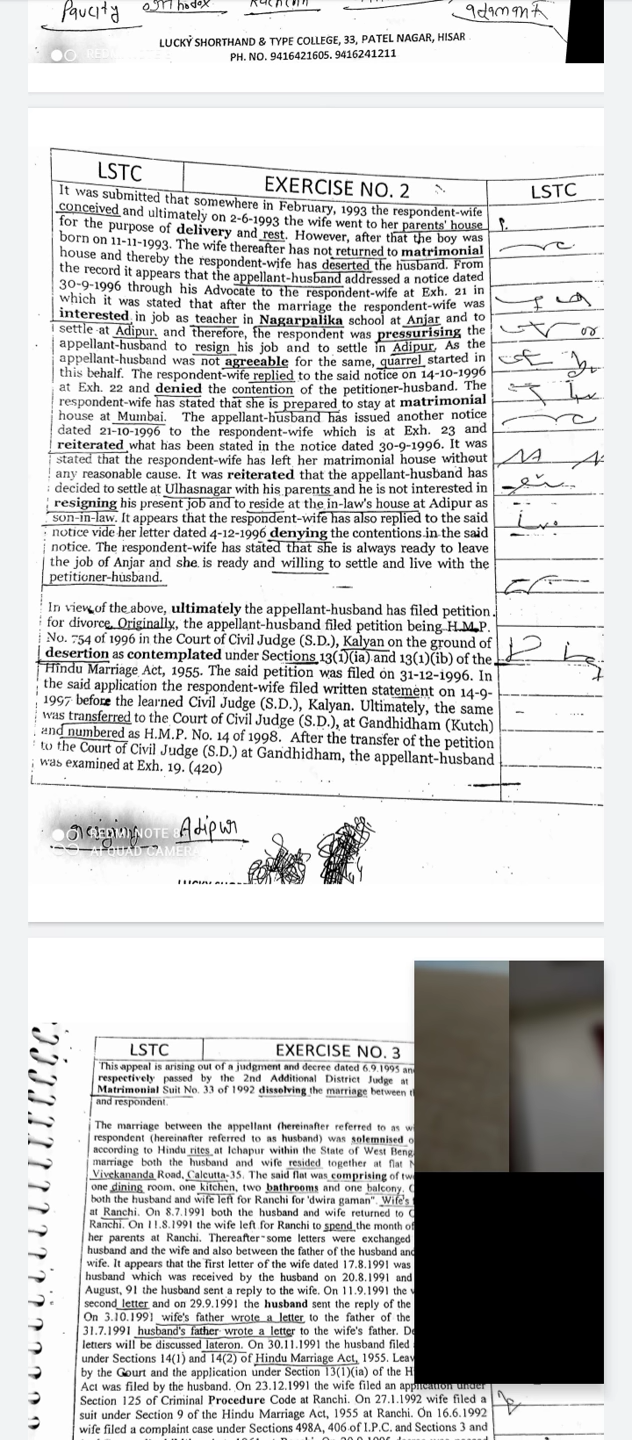 Paucity orthodox adamant
LUCKY SHORTHAND & TYPE COLLEGE, 33, PATEL NAGAR, HISAR
PH. NO. 9416421605. 9416241211
LSTC EXERCISE NO. 2 LSTC
It was submitted that somewhere in February, 1993 the respondent-wife
conceived and ultimately on 2-6-1993 the wife went to her parents' house
for the purpose of delivery and rest. However, after that the boy was
born on 11-11-1993. The wife thereafter has not returned to matrimonial
house and thereby the respondent-wife has deserted the husband. From
the record it appears that the appellant-husband addressed a notice dated
30-9-1996 through his Advocate to the respondent-wife at Exh. 21 in
which it was stated that after the marriage the respondent-wife was
interested in job as teacher in Nagarpalika school at Anjar and to
settle at Adipur, and therefore, the respondent was pressurising the
appellant-husband to resign his job and to settle in Adipur. As the
appellant-husband was not agreeable for the same, quarrel started in
this behalf. The respondent-wife replied to the said notice on 14-10-1996
at Exh. 22 and denied the contention of the petitioner-husband. The
respondent-wife has stated that she is prepared to stay at matrimonial
house at Mumbai. The appellant-husband has issued another notice
dated 21-10-1996 to the respondent-wife which is at Exh. 23 and
reiterated what has been stated in the notice dated 30-9-1996. It was
stated that the respondent-wife has left her matrimonial house without
any reasonable cause. It was reiterated that the appellant-husband has
decided to settle at Ulhasnagar with his parents and he is not interested in
resigning his present job and to reside at the in-law's house at Adipur as
son-in-law. It appears that the respondent-wife has also replied to the said
notice vide her letter dated 4-12-1996 denying the contentions in the said
notice. The respondent-wife has stated that she is always ready to leave
the job of Anjar and she is ready and willing to settle and live with the
petitioner-husband.
In view of the above, ultimately the appellant-husband has filed petition
for divorce. Originally, the appellant-husband filed petition being H.M.P.
No. 754 of 1996 in the Court of Civil Judge (S.D.), Kalyan on the ground of
desertion as contemplated under Sections 13(1)(ia) and 13(1)(ib) of the
Hindu Marriage Act, 1955. The said petition was filed on 31-12-1996. In
the said application the respondent-wife filed written statement on 14-9-
1997 before the learned Civil Judge (S.D.), Kalyan. Ultimately, the same
was transferred to the Court of Civil Judge (S.D.), at Gandhidham (Kutch)
and numbered as H.M.P. No. 14 of 1998. After the transfer of the petition
to the Court of Civil Judge (S.D.) at Gandhidham, the appellant-husband
was examined at Exh. 19. (420)
resigning Adipur
REDMI NOTE 8
AI QUAD CAMERA
LSTC EXERCISE NO. 3
This appeal is arising out of a judgment and decree dated 6.9.1995 an
respectively passed by the 2nd Additional District Judge at
Matrimonial Suit No. 33 of 1992 dissolving the marriage between t
and respondent.
The marriage between the appellant (hereinafter referred to as w
respondent (hereinafter referred to as husband) was solemnised o
according to Hindu rites at Ichapur within the State of West Beng
marriage both the husband and wife resided together at flat N
Vivekananda Road, Calcutta-35. The said flat was comprising of tw
one dining room, one kitchen, two bathrooms and one balcony.
both the husband and wife left for Ranchi for 'dwira gaman". Wife's
at Ranchi. On 8.7.1991 both the husband and wife returned to C
Ranchi. On 11.8.1991 the wife left for Ranchi to spend the month of
her parents at Ranchi. Thereafter some letters were exchanged
husband and the wife and also between the father of the husband and
wife. It appears that the first letter of the wife dated 17.8.1991 was
husband which was received by the husband on 20.8.1991 and
August, 91 the husband sent a reply to the wife. On 11.9.1991 the
second letter and on 29.9.1991 the husband sent the reply of the
On 3.10.1991 wife's father wrote a letter to the father of the
31.7.1991 husband's father wrote a letter to the wife's father. De
letters will be discussed lateron. On 30.11.1991 the husband filed
under Sections 14(1) and 14(2) of Hindu Marriage Act, 1955. Leav
by the Court and the application under Section 13(1)(ia) of the H
Act was filed by the husband. On 23.12.1991 the wife filed an application under
Section 125 of Criminal Procedure Code at Ranchi. On 27.1.1992 wife filed a
suit under Section 9 of the Hindu Marriage Act, 1955 at Ranchi. On 16.6.1992
wife filed a complaint case under Sections 498A, 406 of I.P.C. and Sections 3 and